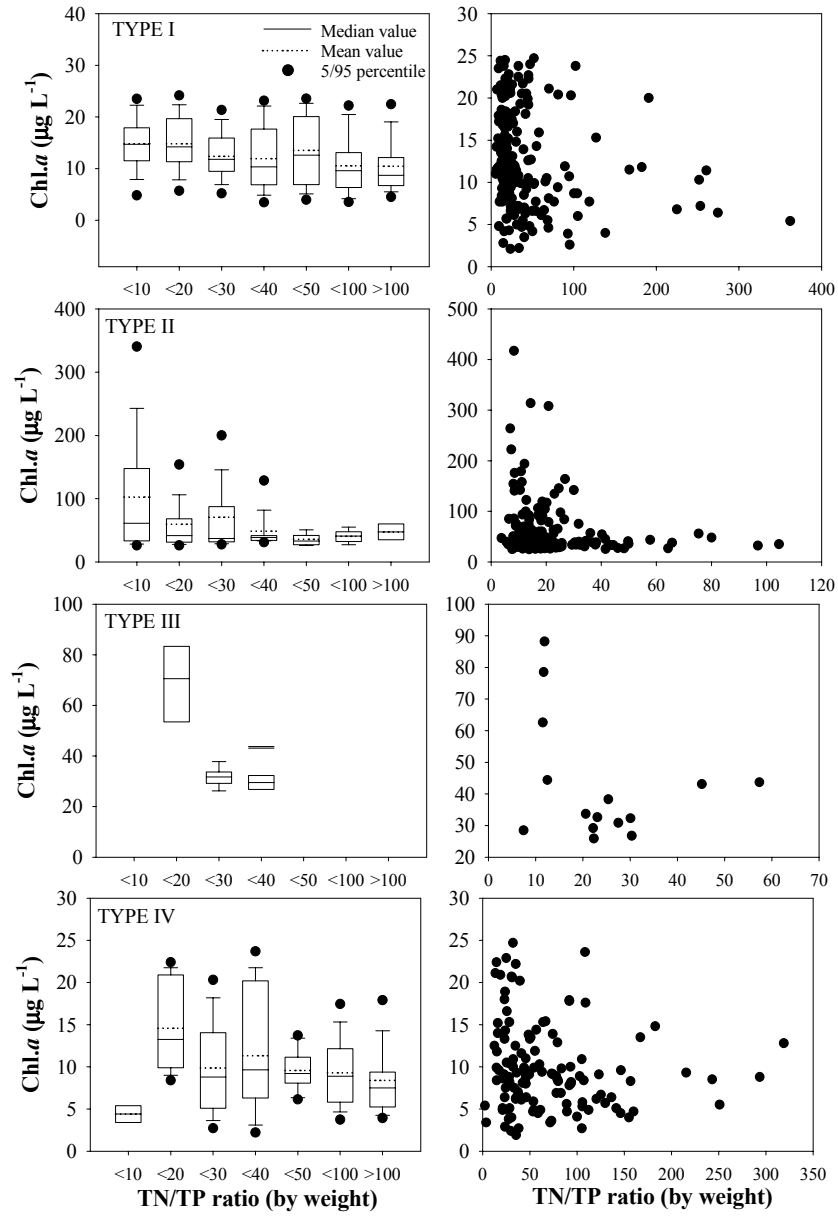 TYPE I
Median value
Mean value
5/95 percentile
Chl.a (µg L⁻¹)
40
30
20
10
0
<10 <20 <30 <40 <50 <100 >100
30
25
20
15
10
5
0
0 100 200 300 400
TYPE II
Chl.a (µg L⁻¹)
400
300
200
100
0
<10 <20 <30 <40 <50 <100 >100
500
400
300
200
100
0
0 20 40 60 80 100 120
TYPE III
Chl.a (µg L⁻¹)
100
80
60
40
20
0
<10 <20 <30 <40 <50 <100 >100
100
90
80
70
60
50
40
30
20
0 10 20 30 40 50 60 70
TYPE IV
Chl.a (µg L⁻¹)
30
25
20
15
10
5
0
<10 <20 <30 <40 <50 <100 >100
TN/TP ratio (by weight)
30
25
20
15
10
5
0
0 50 100 150 200 250 300 350
TN/TP ratio (by weight)